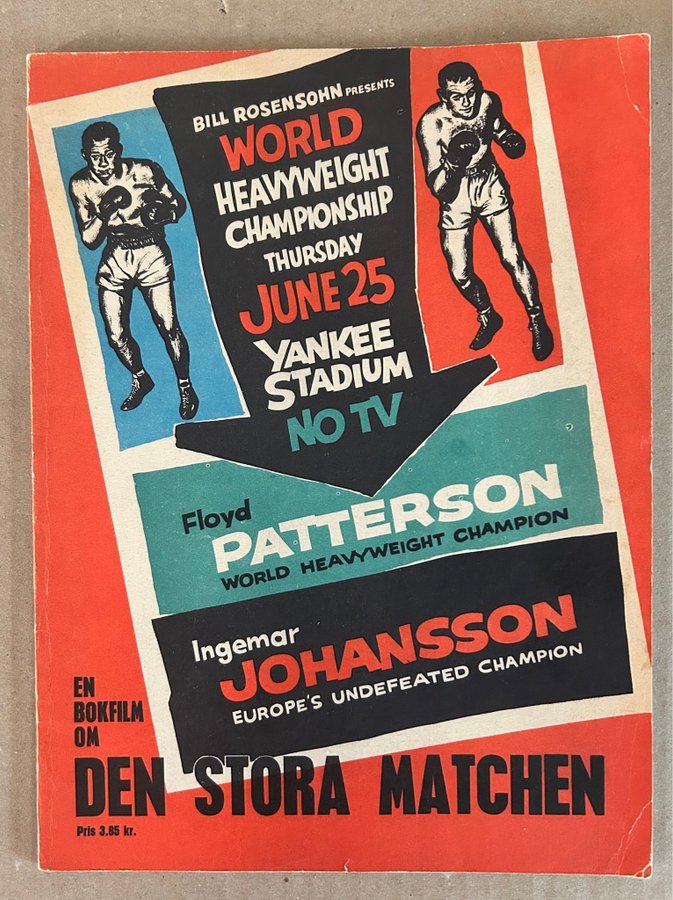 BILL ROSENSOHN PRESENTS
WORLD
HEAVYWEIGHT
CHAMPIONSHIP
THURSDAY
JUNE 25
YANKEE
STADIUM
NO TV
Floyd
PATTERSON
WORLD HEAVYWEIGHT CHAMPION
Ingemar
JOHANSSON
EUROPE'S UNDEFEATED CHAMPION
EN
BOKFILM
OM
DEN STORA MATCHEN
Pris 3.85 kr.